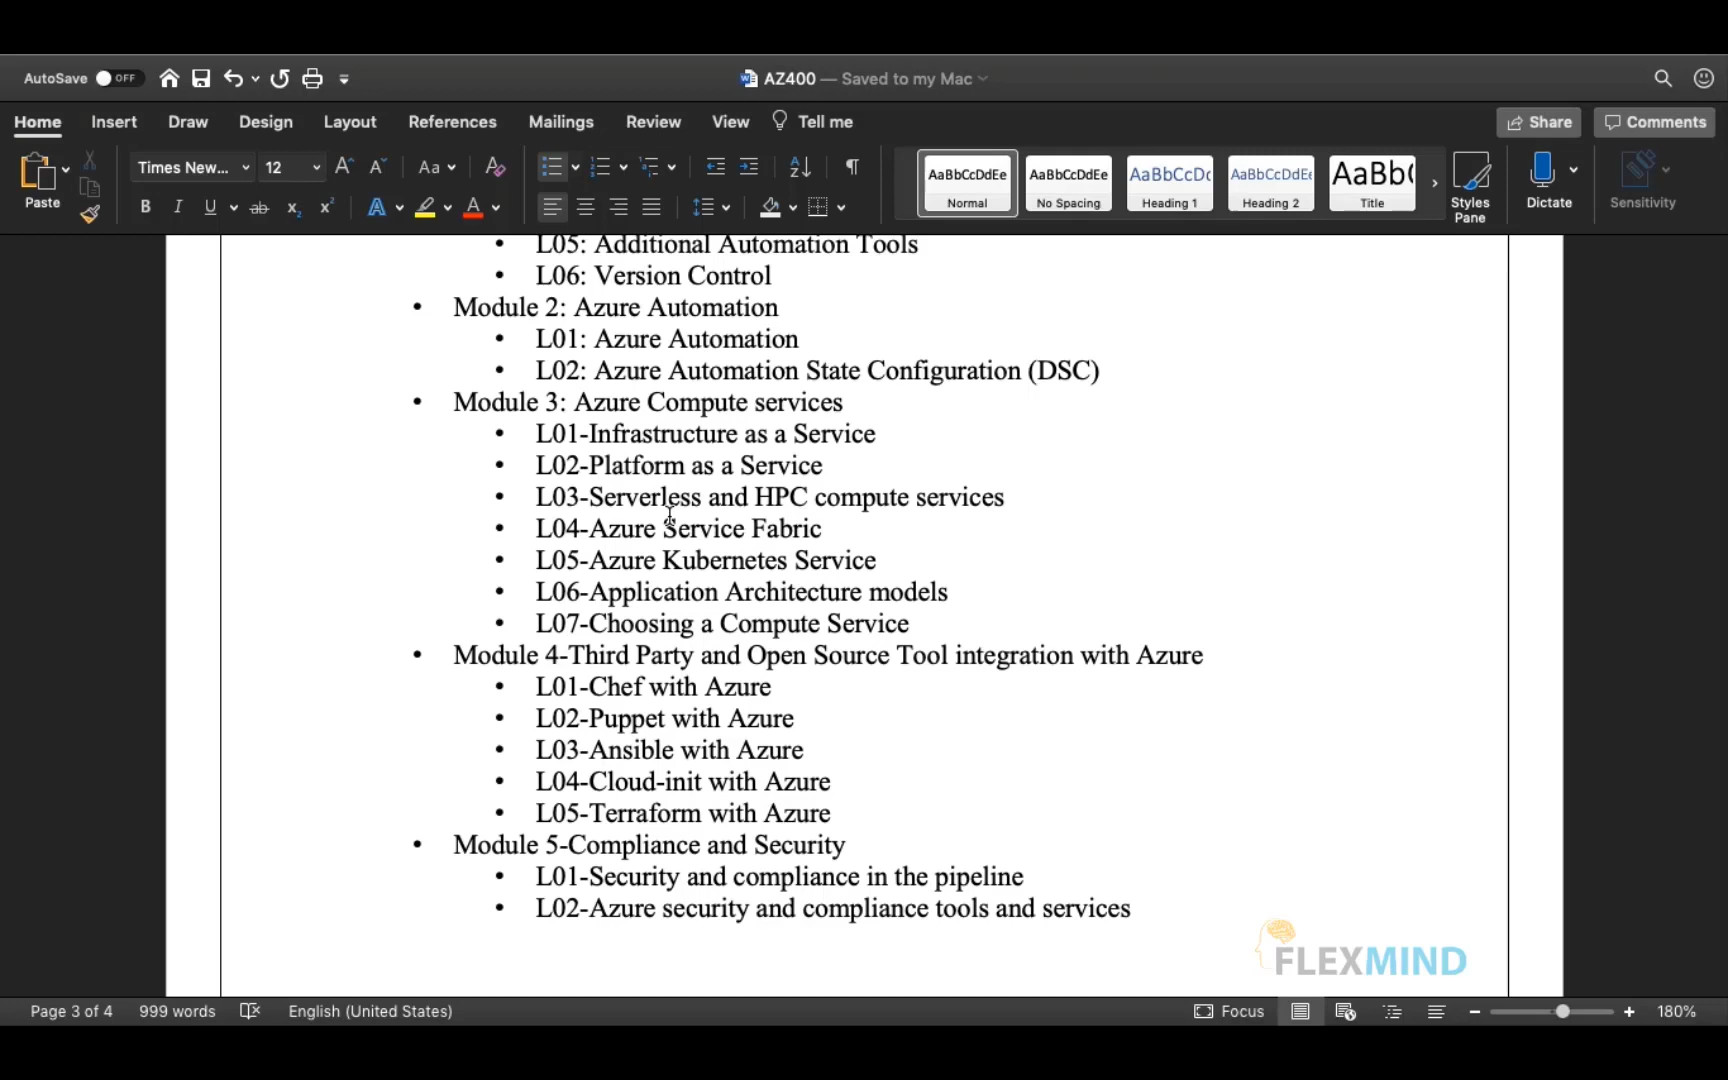 AutoSave OFF
AZ400 — Saved to my Mac
Home Insert Draw Design Layout References Mailings Review View Tell me
Share Comments
Paste
Times New... 12
Aa
AaBbCcDdEe Normal
AaBbCcDdEe No Spacing
AaBbCcDc Heading 1
AaBbCcDdEe Heading 2
AaBb( Title
Styles Pane
Dictate
Sensitivity
• L05: Additional Automation Tools
• L06: Version Control
• Module 2: Azure Automation
• L01: Azure Automation
• L02: Azure Automation State Configuration (DSC)
• Module 3: Azure Compute services
• L01-Infrastructure as a Service
• L02-Platform as a Service
• L03-Serverless and HPC compute services
• L04-Azure Service Fabric
• L05-Azure Kubernetes Service
• L06-Application Architecture models
• L07-Choosing a Compute Service
• Module 4-Third Party and Open Source Tool integration with Azure
• L01-Chef with Azure
• L02-Puppet with Azure
• L03-Ansible with Azure
• L04-Cloud-init with Azure
• L05-Terraform with Azure
• Module 5-Compliance and Security
• L01-Security and compliance in the pipeline
• L02-Azure security and compliance tools and services
FLEXMIND
Page 3 of 4 999 words English (United States) Focus 180%